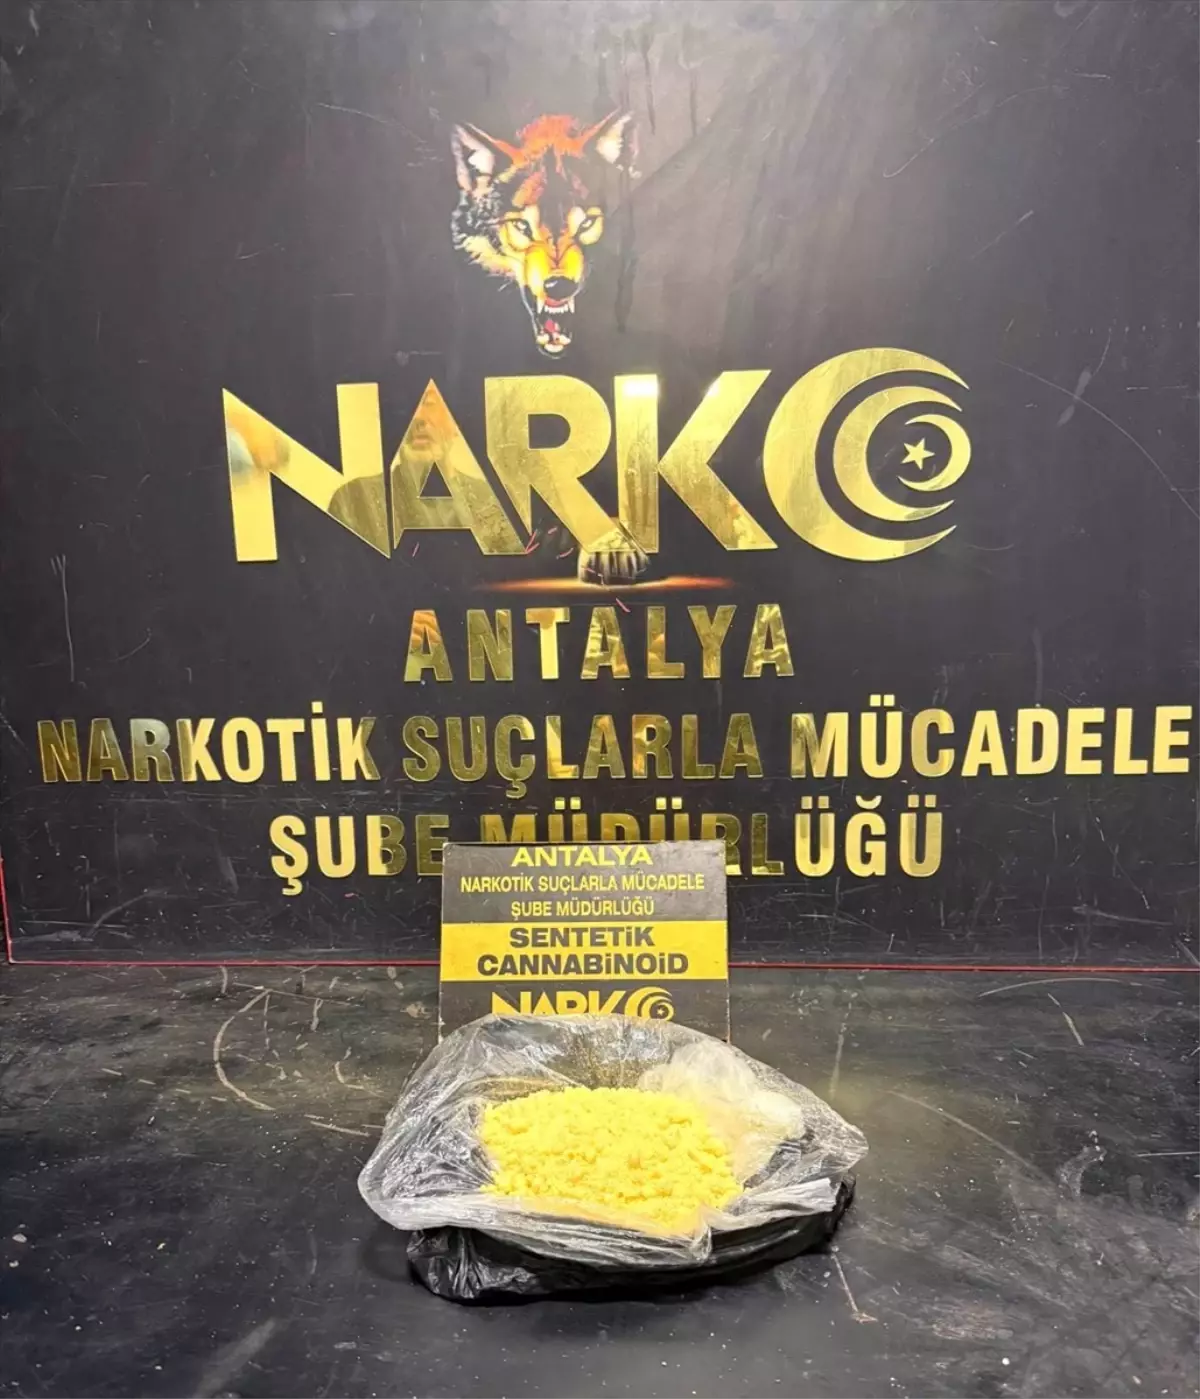 NARKO
ANTALYA
NARKOTİK SUÇLARLA MÜCADELE
ŞUBE MÜDÜRLÜĞÜ
ANTALYA
NARKOTİK SUÇLARLA MÜCADELE
ŞUBE MÜDÜRLÜĞÜ
SENTETİK
CANNABİNOİD
NARKO